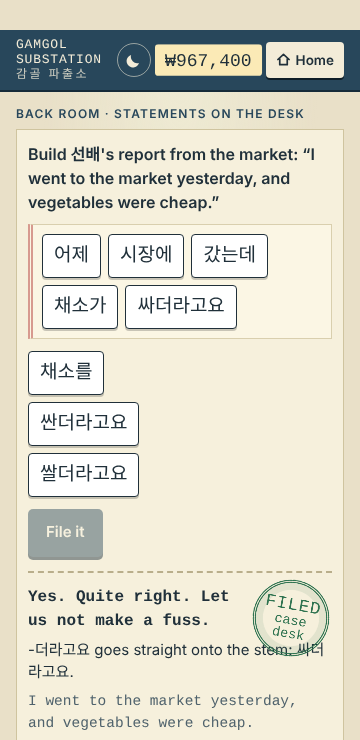 GAMGOL
SUBSTATION
감골 파출소
₩967,400
Home
BACK ROOM · STATEMENTS ON THE DESK
Build 선배's report from the market: “I
went to the market yesterday, and
vegetables were cheap.”
어제 시장에 갔는데
채소가 싸더라고요
채소를
싼더라고요
쌀더라고요
File it
Yes. Quite right. Let
us not make a fuss.
FILED
case
desk
-더라고요 goes straight onto the stem: 싸더
라고요.
I went to the market yesterday,
and vegetables were cheap.